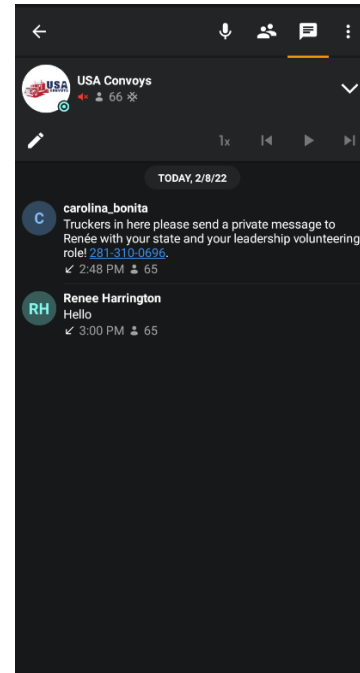 USA Convoys
66
1x
TODAY, 2/8/22
C
carolina_bonita
Truckers in here please send a private message to
Renée with your state and your leadership volunteering
role! 281-310-0696.
2:48 PM 65
RH
Renee Harrington
Hello
3:00 PM 65